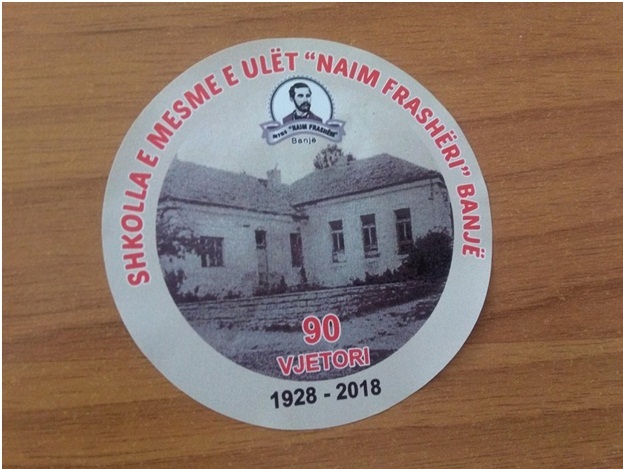 SHKOLLA E MESME E ULËT "NAIM FRASHËRI" BANJË
"NAIM FRASHËRI"
Banjë
90
VJETORI
1928 - 2018